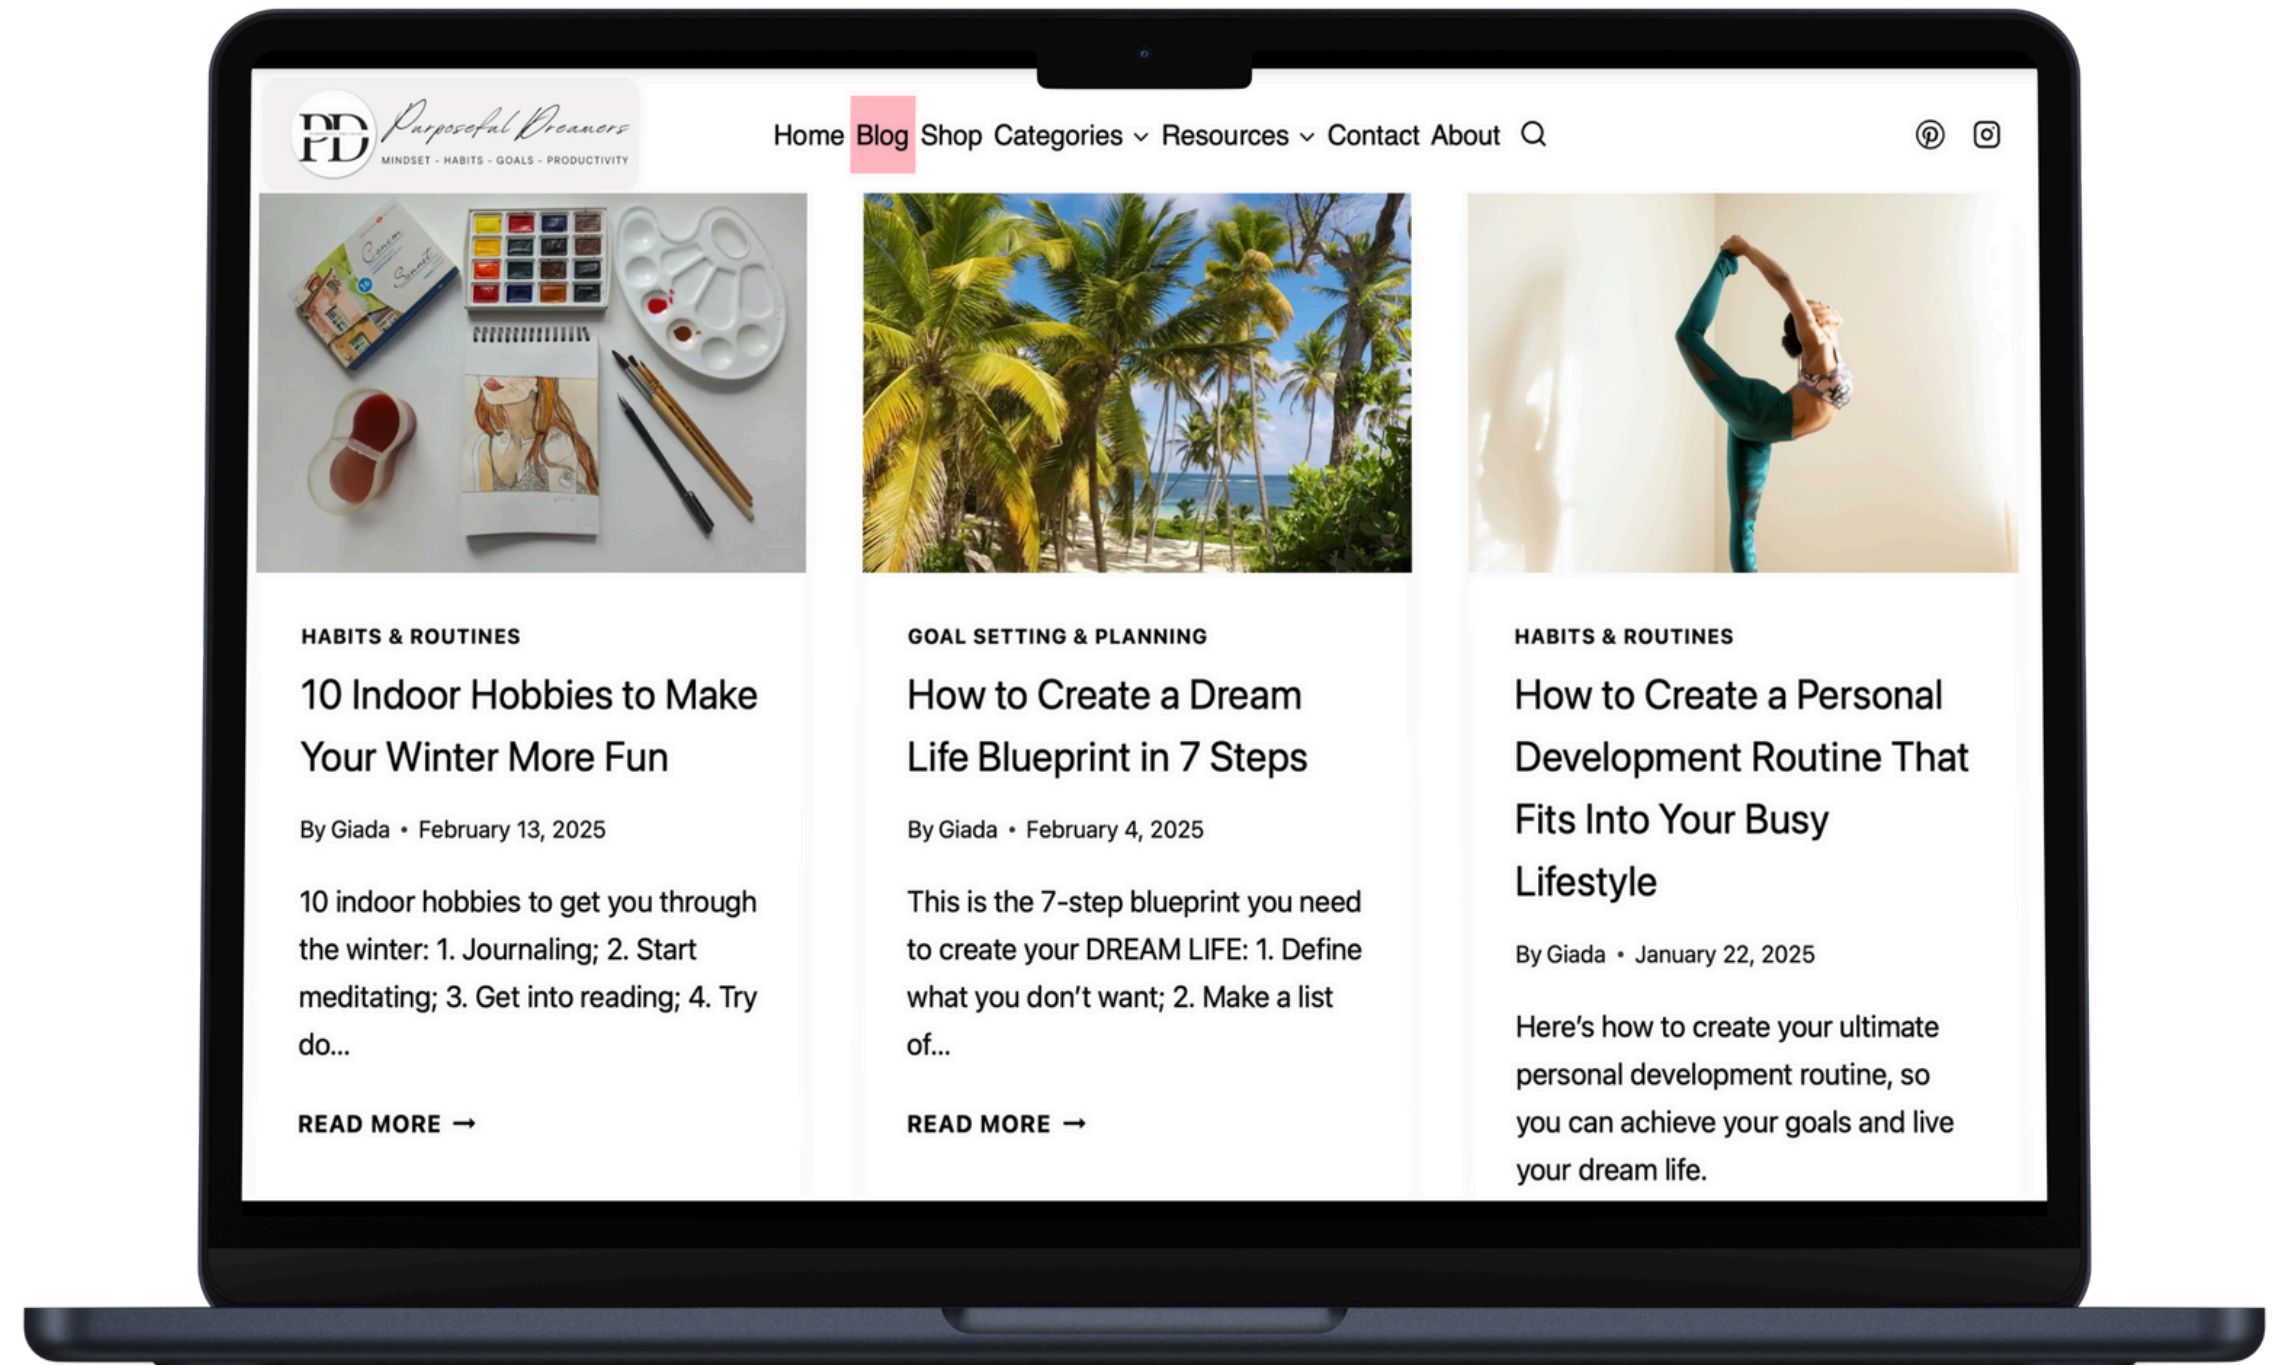 PD
Purposeful Dreamers
MINDSET - HABITS - GOALS - PRODUCTIVITY
Home Blog Shop Categories Resources Contact About
HABITS & ROUTINES
10 Indoor Hobbies to Make
Your Winter More Fun
By Giada • February 13, 2025
10 indoor hobbies to get you through
the winter: 1. Journaling; 2. Start
meditating; 3. Get into reading; 4. Try
do...
READ MORE →
GOAL SETTING & PLANNING
How to Create a Dream
Life Blueprint in 7 Steps
By Giada • February 4, 2025
This is the 7-step blueprint you need
to create your DREAM LIFE: 1. Define
what you don't want; 2. Make a list
of...
READ MORE →
HABITS & ROUTINES
How to Create a Personal
Development Routine That
Fits Into Your Busy
Lifestyle
By Giada • January 22, 2025
Here's how to create your ultimate
personal development routine, so
you can achieve your goals and live
your dream life.